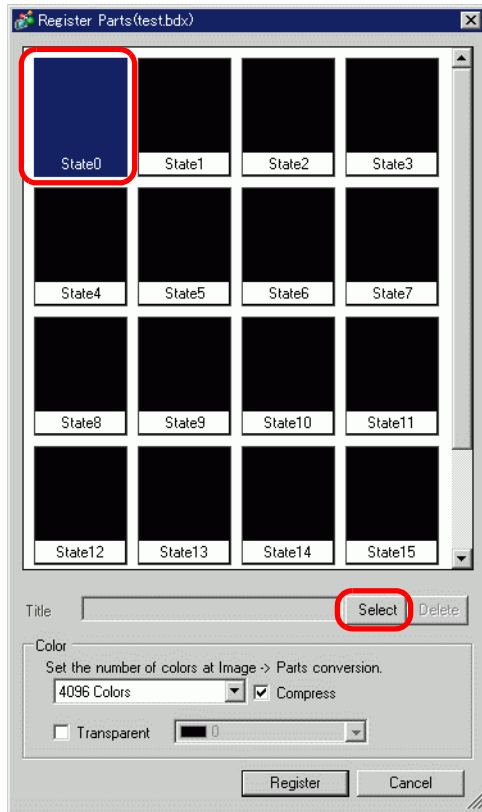 Register Parts(test.bdx)
State0 State1 State2 State3
State4 State5 State6 State7
State8 State9 State10 State11
State12 State13 State14 State15
Title Select Delete
Color
Set the number of colors at Image -> Parts conversion.
4096 Colors Compress
Transparent 0
Register Cancel